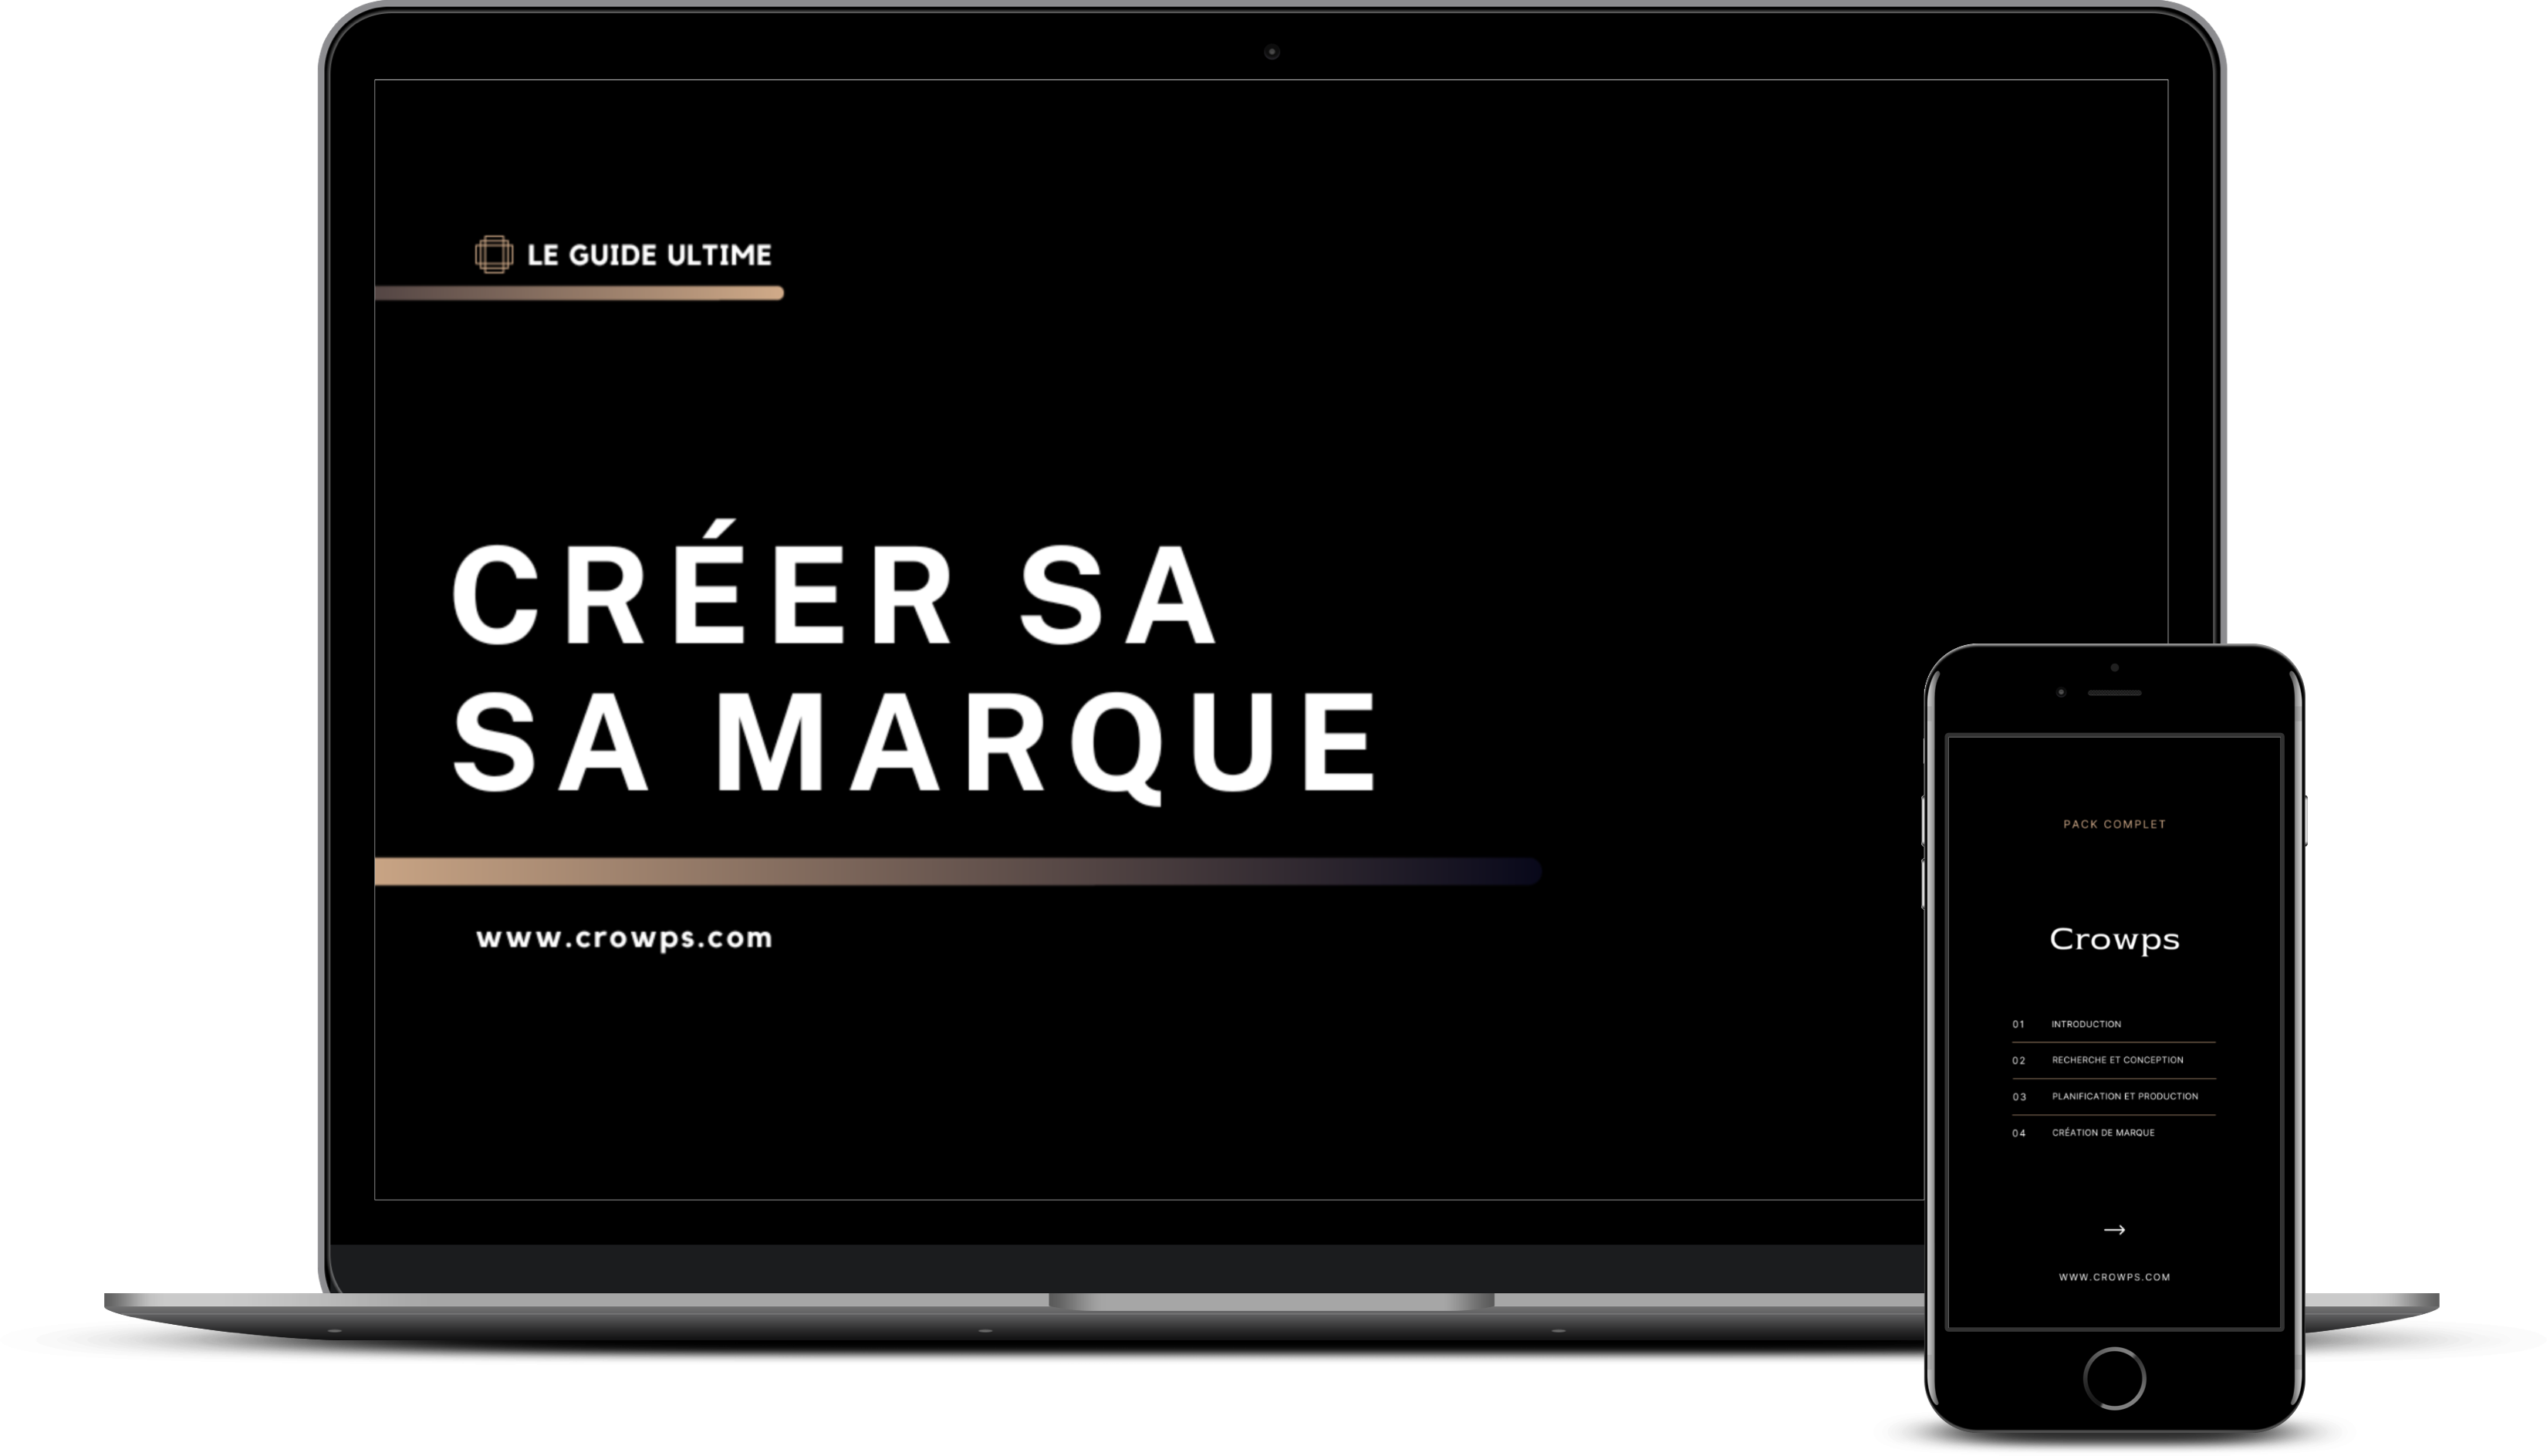 LE GUIDE ULTIME
CRÉER SA
SA MARQUE
www.crowps.com
PACK COMPLET
Crowps
01 INTRODUCTION
02 RECHERCHE ET CONCEPTION
03 PLANIFICATION ET PRODUCTION
04 CRÉATION DE MARQUE
→
WWW.CROWPS.COM